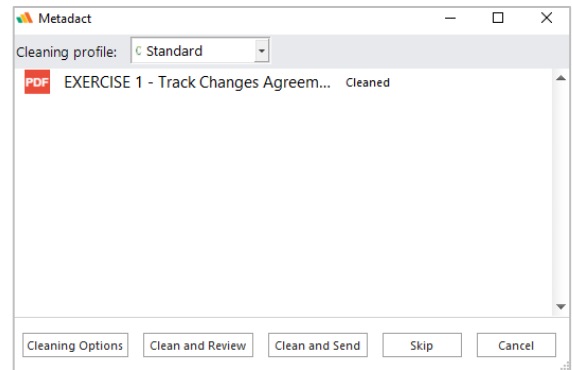 Metadact
Cleaning profile: C Standard
PDF EXERCISE 1 - Track Changes Agreem... Cleaned
Cleaning Options Clean and Review Clean and Send Skip Cancel